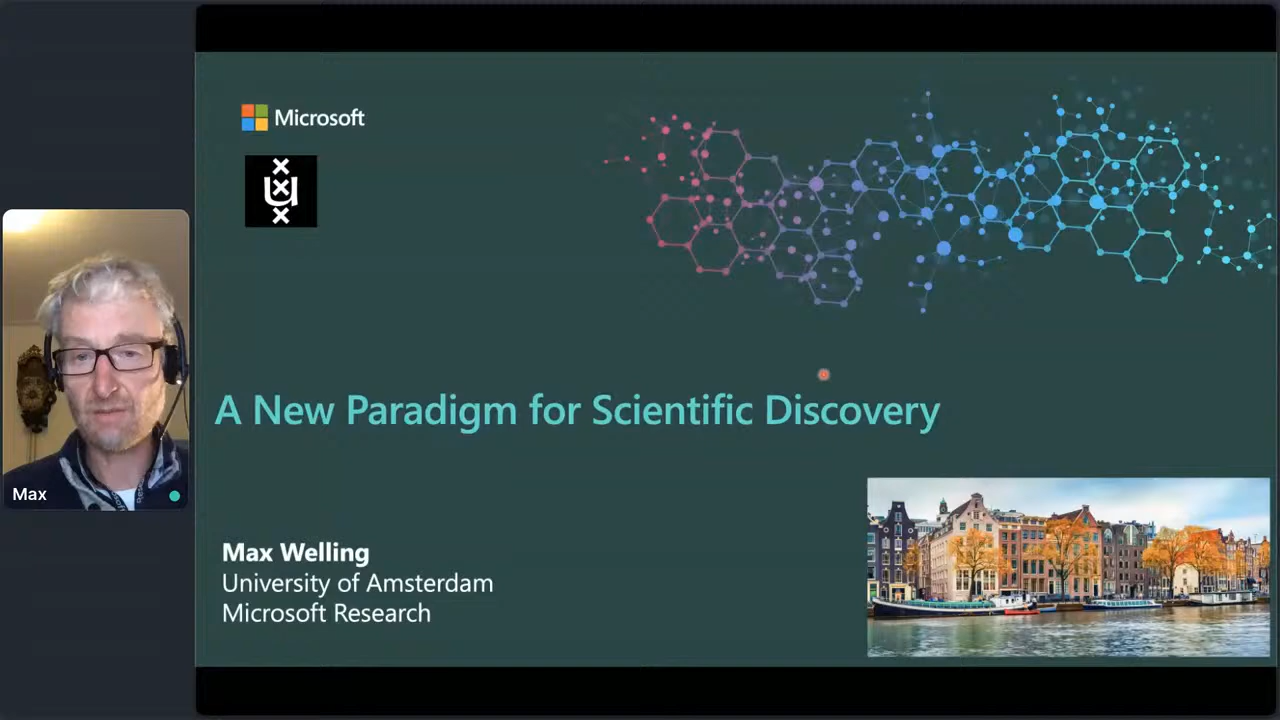 Microsoft
A New Paradigm for Scientific Discovery
Max
Max Welling
University of Amsterdam
Microsoft Research